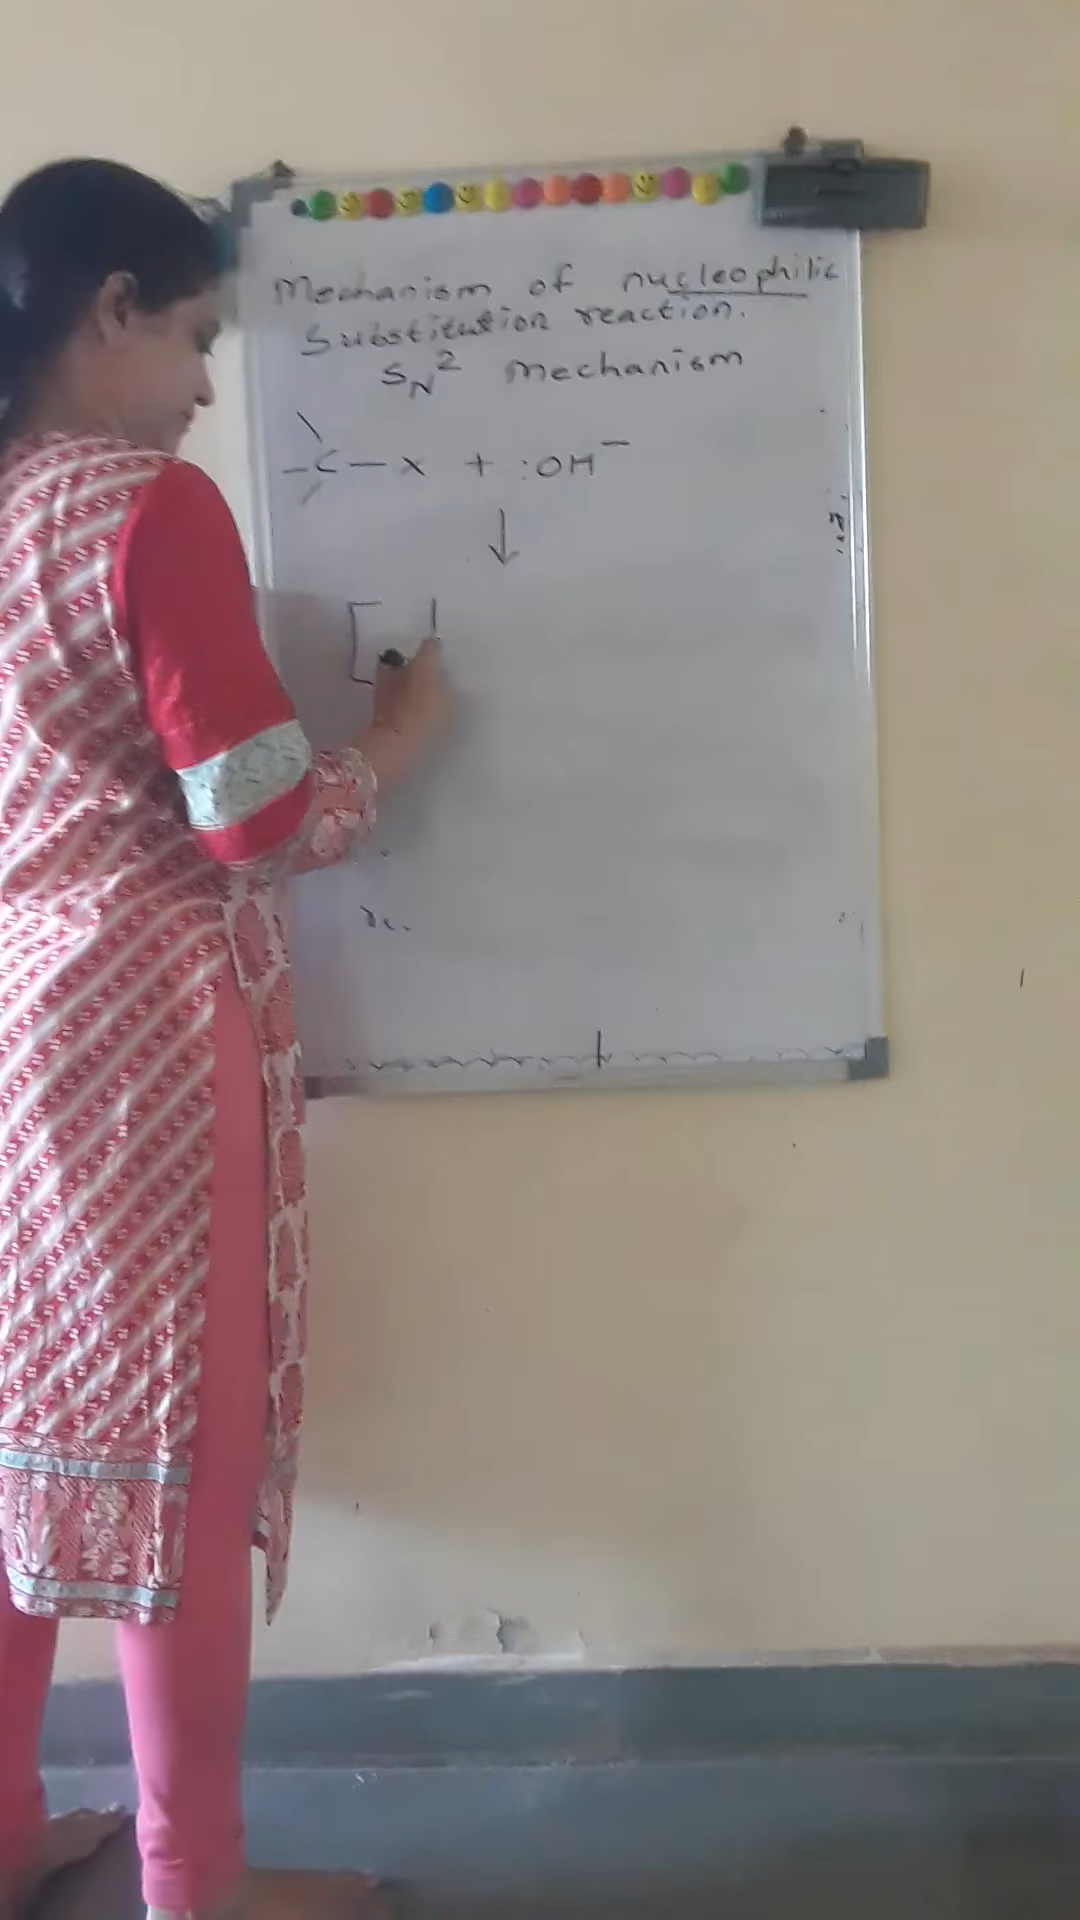 Mechanism of nucleophilic
Substitution reaction.
SN² mechanism
–C–X + :OH⁻
↓
[